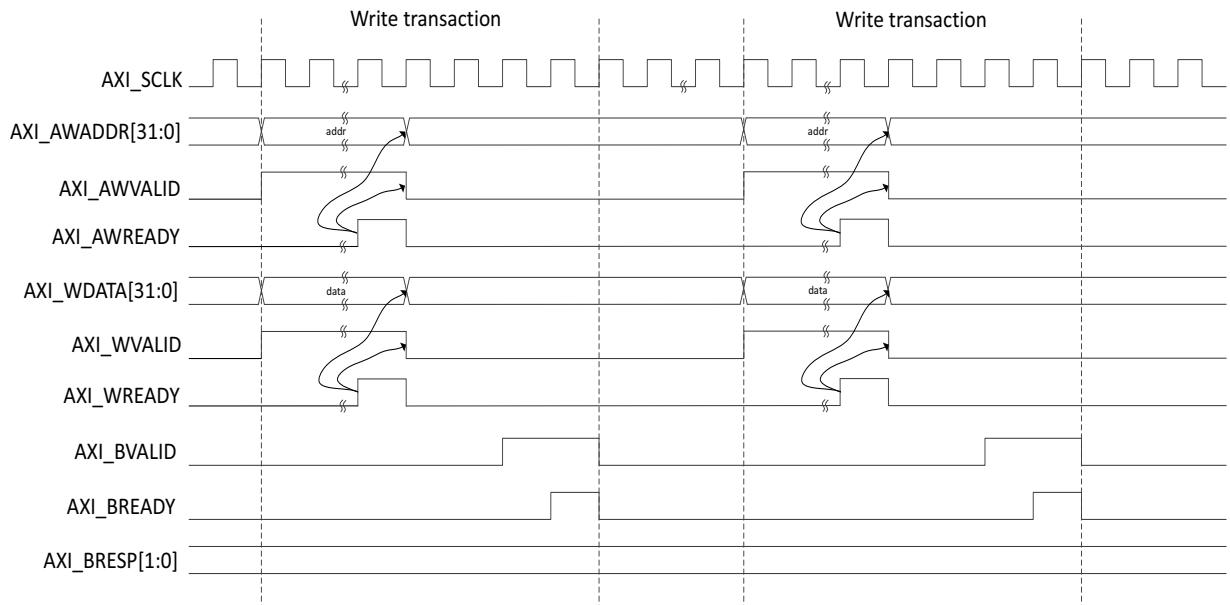 Write transaction Write transaction
AXI_SCLK
AXI_AWADDR[31:0] addr addr
AXI_AWVALID
AXI_AWREADY
AXI_WDATA[31:0] data data
AXI_WVALID
AXI_WREADY
AXI_BVALID
AXI_BREADY
AXI_BRESP[1:0]